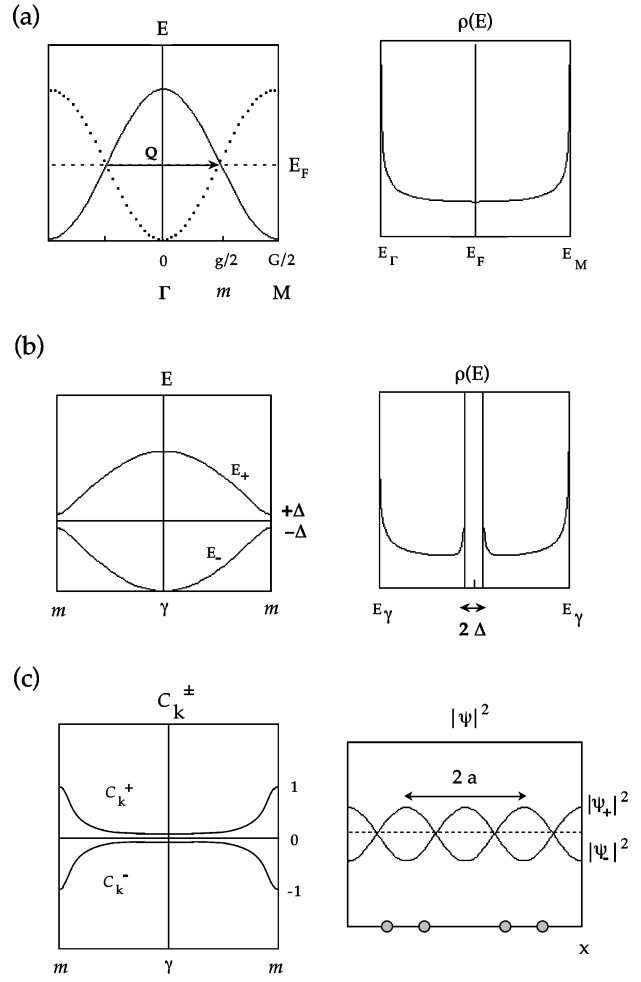 (a)
E
ρ(E)
Q
E_F
0 g/2 G/2
Γ m M
E_Γ E_F E_M
(b)
E
ρ(E)
E_+
+Δ
−Δ
E_-
m γ m
E_γ E_γ
2 Δ
(c)
C_k^±
|ψ|^2
C_k^+
1
0
C_k^-
-1
m γ m
2 a
|ψ_+|^2
|ψ_-|^2
x